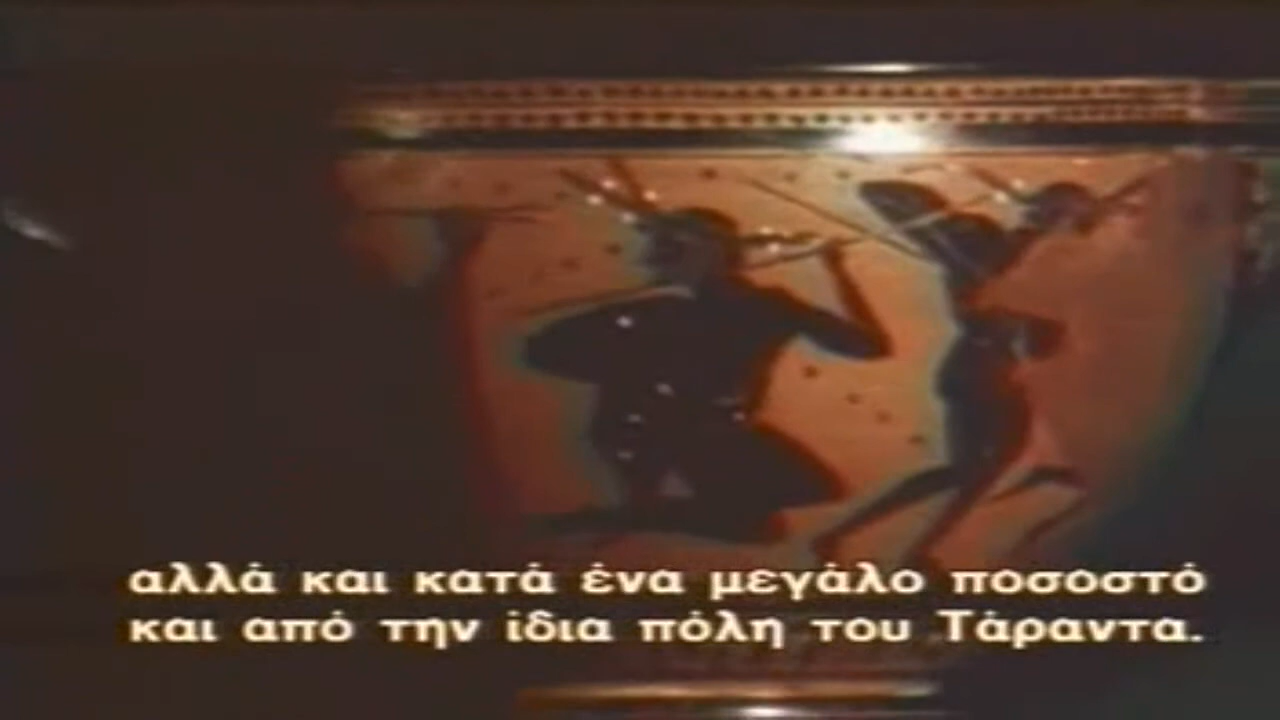 αλλά και κατά ένα μεγάλο ποσοστό
και από την ίδια πόλη του Τάραντα.